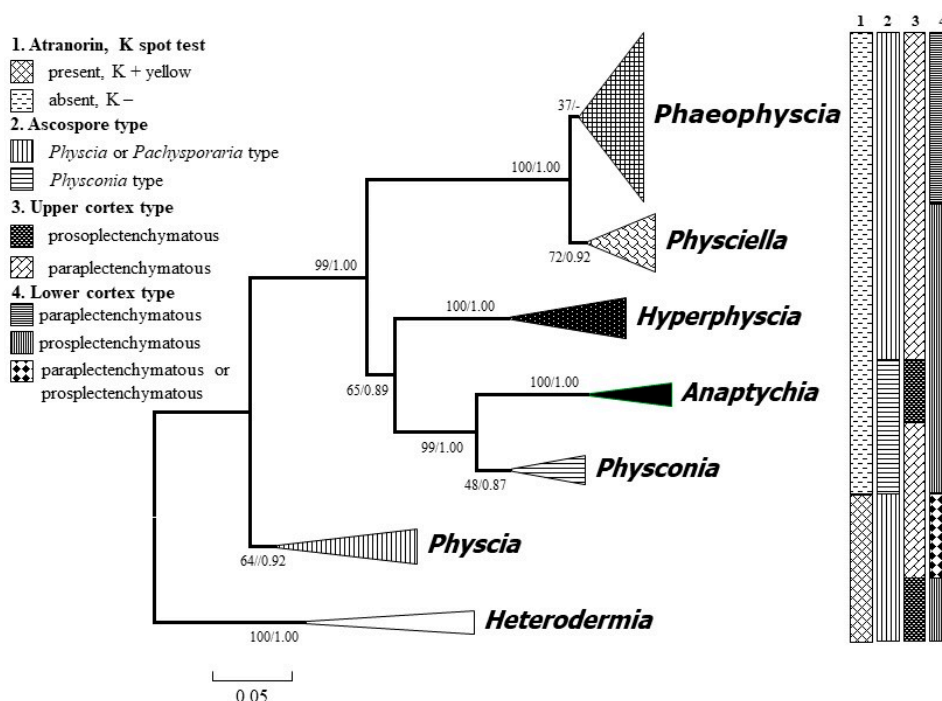 1. Atranorin, K spot test
present, K + yellow
absent, K –
2. Ascospore type
Physcia or Pachysporaria type
Physconia type
3. Upper cortex type
prosoplectenchymatous
paraplectenchymatous
4. Lower cortex type
paraplectenchymatous
prosplectenchymatous
paraplectenchymatous or
prosplectenchymatous
1 2 3 4
37/-
Phaeophyscia
100/1.00
Physciella
72/0.92
99/1.00
100/1.00
Hyperphyscia
65/0.89
100/1.00
Anaptychia
99/1.00
Physconia
48/0.87
Physcia
64//0.92
Heterodermia
100/1.00
0.05